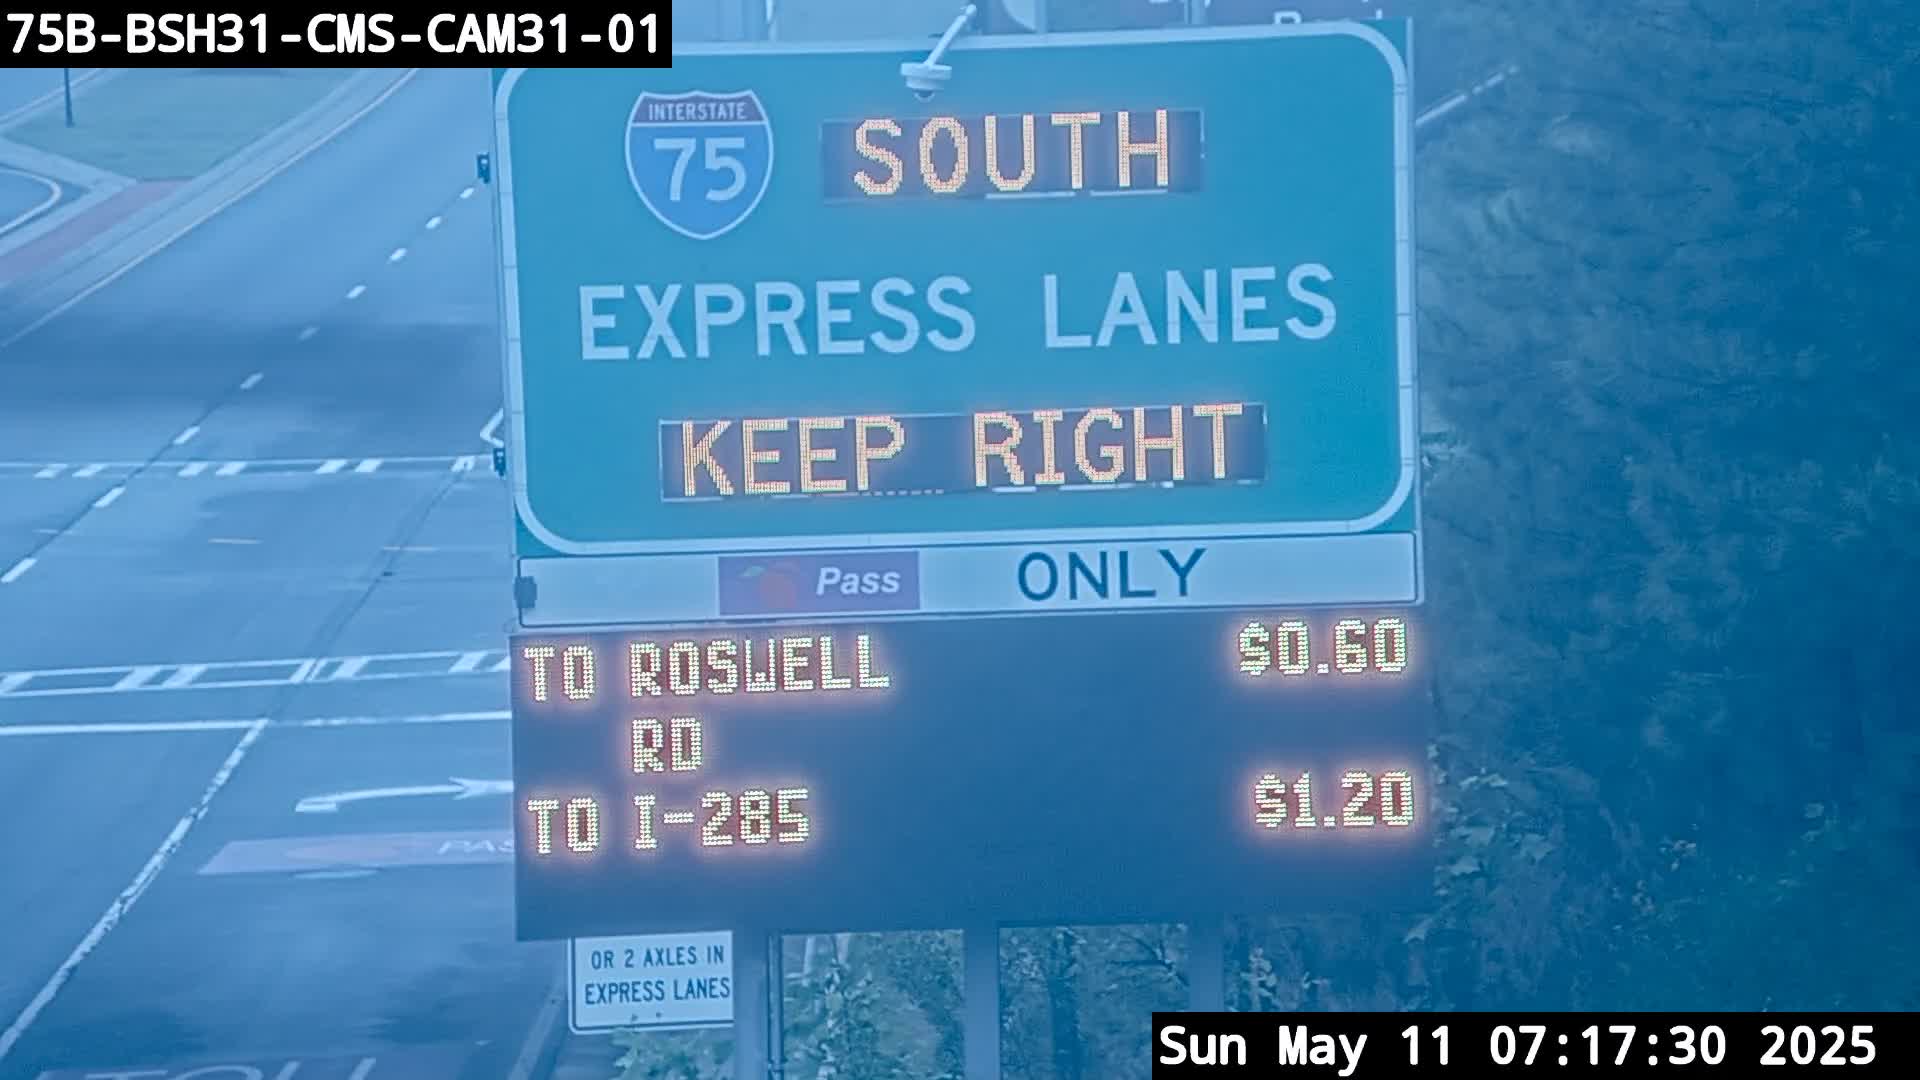 75B-BSH31-CMS-CAM31-01
INTERSTATE
75
SOUTH
EXPRESS LANES
KEEP RIGHT
Pass ONLY
TO ROSWELL $0.60
RD
TO I-285 $1.20
OR 2 AXLES IN
EXPRESS LANES
TOLL
Sun May 11 07:17:30 2025